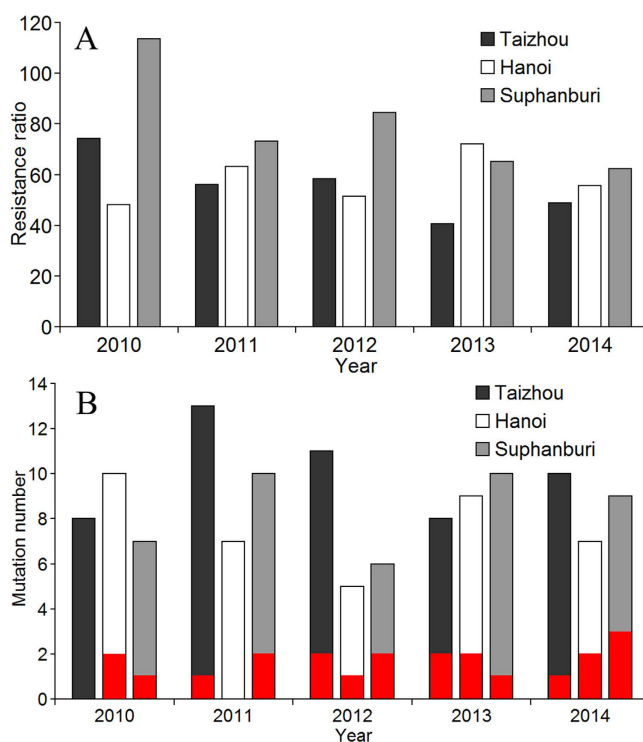 A
Taizhou
Hanoi
Suphanburi
Resistance ratio
120
100
80
60
40
20
0
2010 2011 2012 2013 2014
Year
B
Taizhou
Hanoi
Suphanburi
Mutation number
14
12
10
8
6
4
2
0
2010 2011 2012 2013 2014
Year